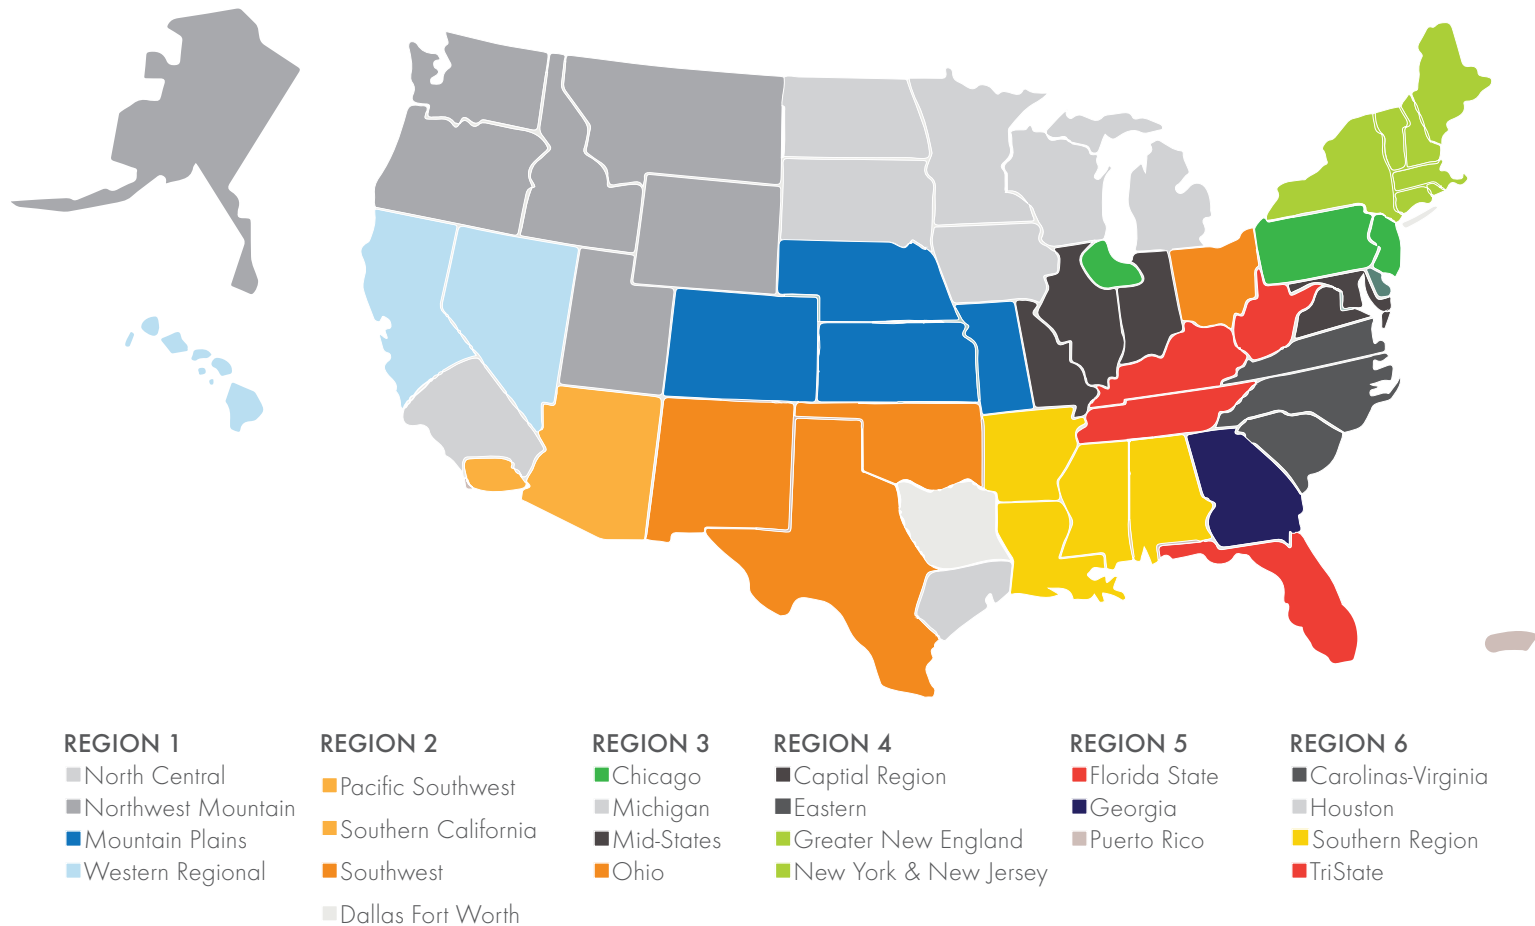 REGION 1
North Central
Northwest Mountain
Mountain Plains
Western Regional
REGION 2
Pacific Southwest
Southern California
Southwest
Dallas Fort Worth
REGION 3
Chicago
Michigan
Mid-States
Ohio
REGION 4
Captial Region
Eastern
Greater New England
New York & New Jersey
REGION 5
Florida State
Georgia
Puerto Rico
REGION 6
Carolinas-Virginia
Houston
Southern Region
TriState